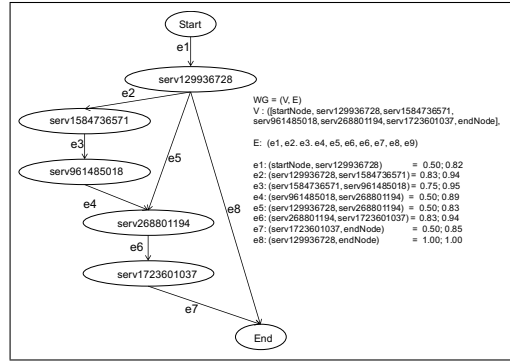 Start
e1
serv129936728
e2
serv1584736571
e3
serv961485018
e5
e4
e8
serv268801194
e6
serv1723601037
e7
End
WG = (V, E)
V : ([startNode, serv129936728, serv1584736571,
serv961485018, serv268801194, serv1723601037, endNode],
E: (e1, e2. e3. e4, e5, e6, e6, e7, e8, e9)
e1: (startNode, serv129936728) = 0.50; 0.82
e2: (serv129936728, serv1584736571) = 0.83; 0.94
e3: (serv1584736571, serv961485018) = 0.75; 0.95
E4: (serv961485018, serv268801194) = 0.50; 0.89
e5: (serv129936728, serv268801194) = 0.50; 0.83
e6: (serv268801194, serv1723601037) = 0.83; 0.94
e7: (serv1723601037, endNode) = 0.50; 0.85
e8: (serv129936728, endNode) = 1.00; 1.00